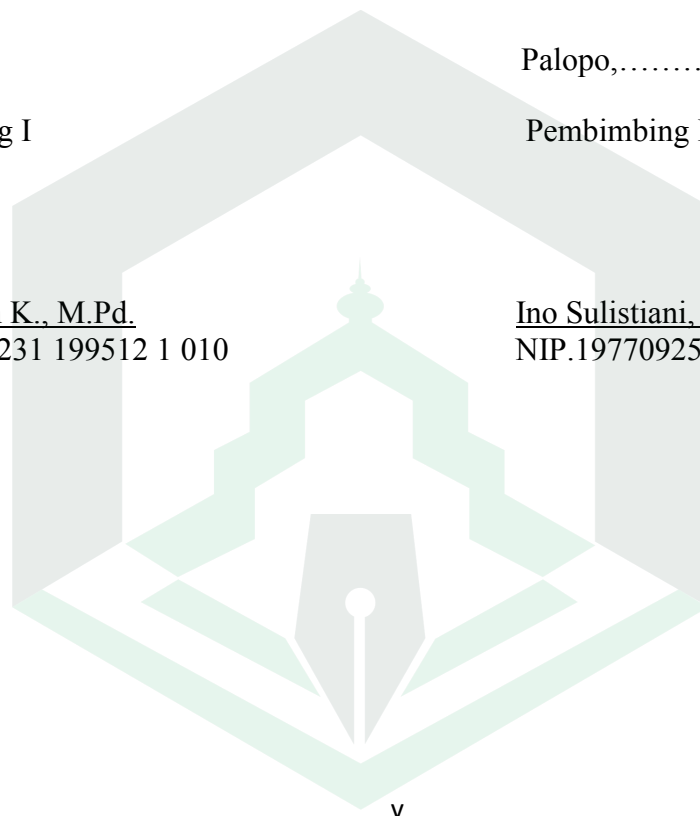 Palopo,………
g I Pembimbing
K., M.Pd. Ino Sulistiani,
231 199512 1 010 NIP.19770925
v